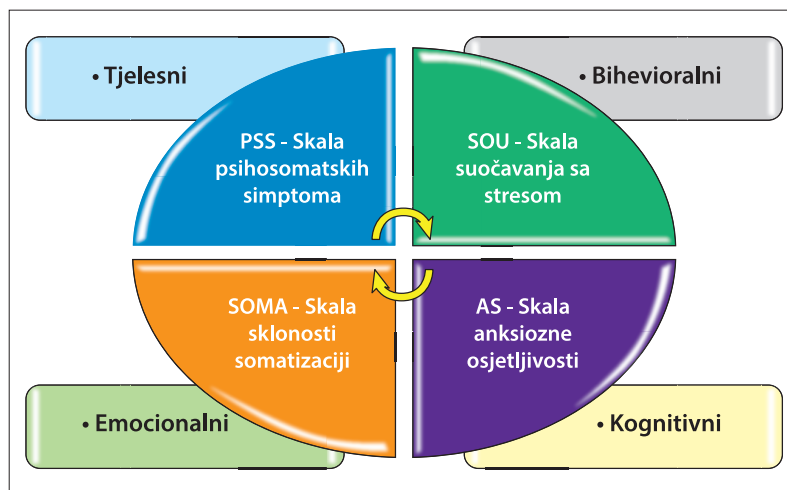 • Tjelesni
• Bihevioralni
PSS - Skala
psihosomatskih
simptoma
SOU - Skala
suočavanja sa
stresom
SOMA - Skala
sklonosti
somatizaciji
AS - Skala
anksiozne
osjetljivosti
• Emocionalni
• Kognitivni